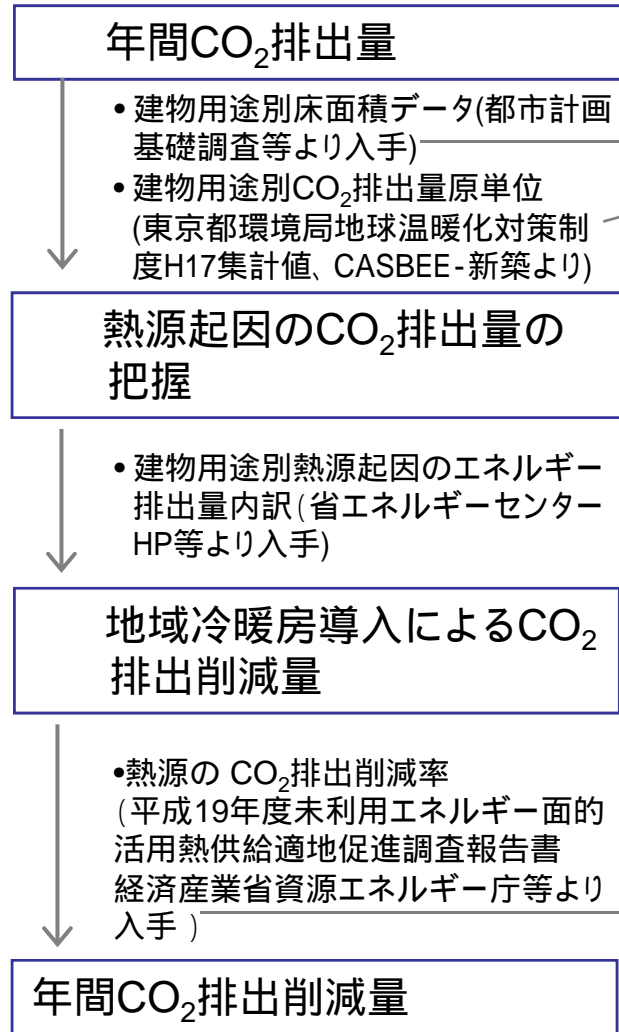 年間CO₂排出量
•建物用途別床面積データ(都市計画
基礎調査等より入手)
•建物用途別CO₂排出量原単位
(東京都環境局地球温暖化対策制
度H17集計値、CASBEE-新築より)
熱源起因のCO₂排出量の
把握
•建物用途別熱源起因のエネルギー
排出量内訳(省エネルギーセンター
HP等より入手)
地域冷暖房導入によるCO₂
排出削減量
•熱源の CO₂排出削減率
(平成19年度未利用エネルギー面的
活用熱供給適地促進調査報告書
経済産業省資源エネルギー庁等より
入手 )
年間CO₂排出削減量